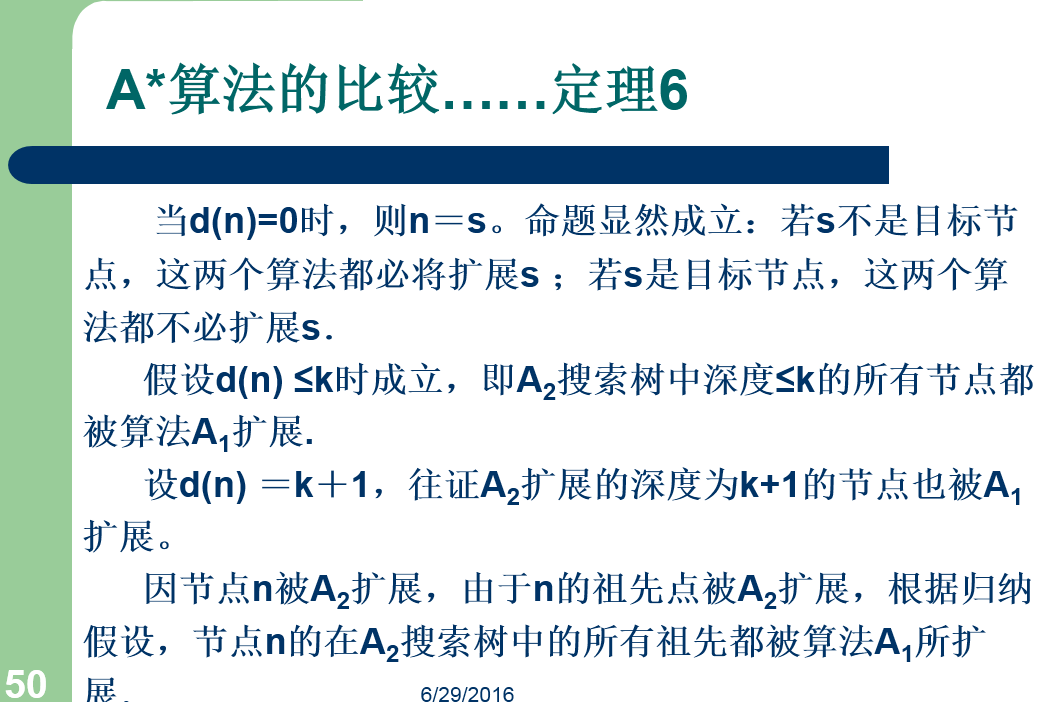 A*算法的比较……定理6
当d(n)=0时，则n＝s。命题显然成立：若s不是目标节
点，这两个算法都必将扩展s ；若s是目标节点，这两个算
法都不必扩展s．
假设d(n) ≤k时成立，即A₂搜索树中深度≤k的所有节点都
被算法A₁扩展.
设d(n) ＝k＋1，往证A₂扩展的深度为k+1的节点也被A₁
扩展。
因节点n被A₂扩展，由于n的祖先点被A₂扩展，根据归纳
假设，节点n的在A₂搜索树中的所有祖先都被算法A₁所扩
展．
50
6/29/2016